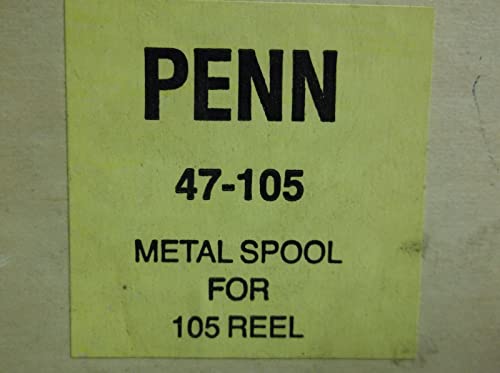 PENN
47-105
METAL SPOOL
FOR
105 REEL